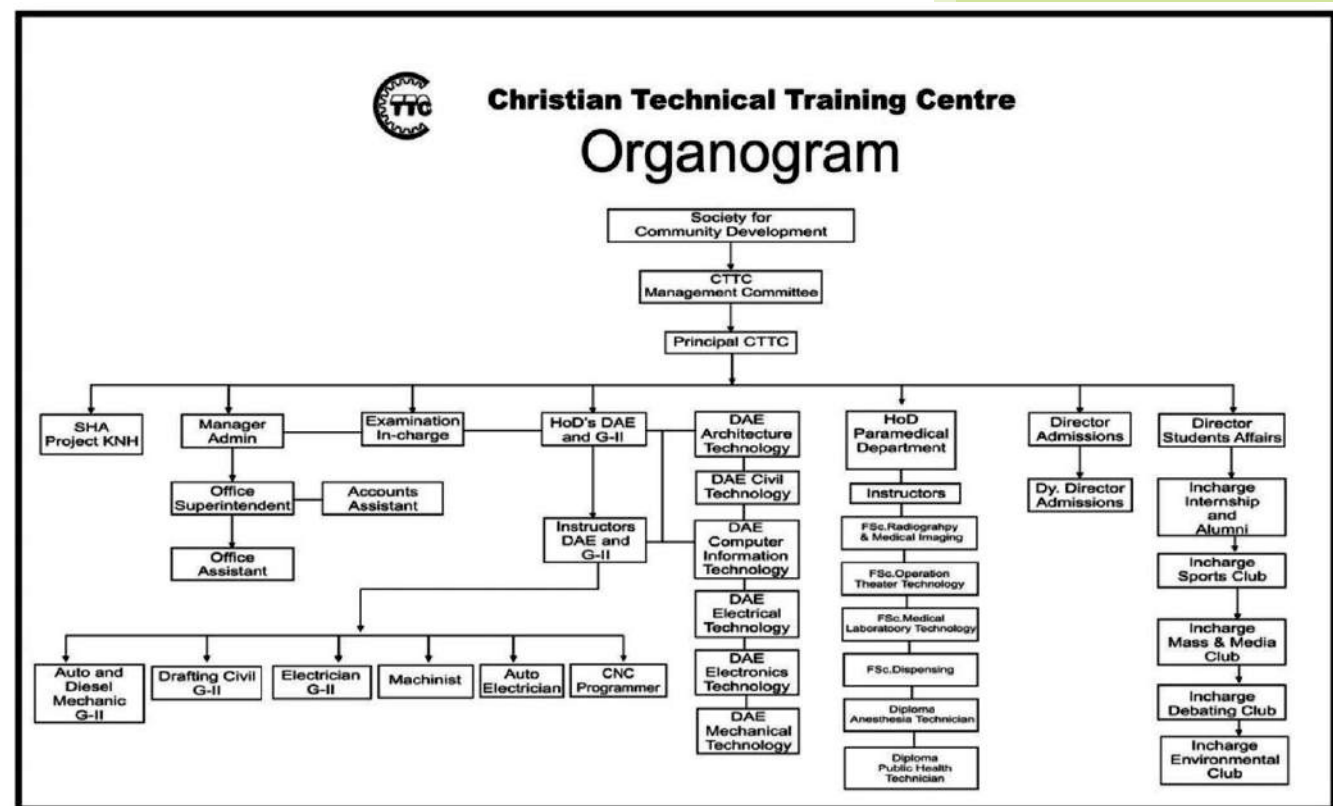 TTC
Christian Technical Training Centre
Organogram
Society for
Community Development
CTTC
Management Committee
Principal CTTC
SHA
Project KNH
Manager
Admin
Examination
In-charge
HoD's DAE
and G-II
DAE
Architecture
Technology
HoD
Paramedical
Department
Director
Admissions
Director
Students Affairs
Office
Superintendent
Accounts
Assistant
Office
Assistant
Instructors
DAE and
G-II
DAE Civil
Technology
DAE
Computer
Information
Technology
DAE
Electrical
Technology
DAE
Electronics
Technology
DAE
Mechanical
Technology
Instructors
FSc.Radiograhpy
& Medical Imaging
FSc.Operation
Theater Technology
FSc.Medical
Laboratoory Technology
FSc.Dispensing
Diploma
Anesthesia Technician
Diploma
Public Health
Technician
Dy. Director
Admissions
Incharge
Internship
and
Alumni
Incharge
Sports Club
Incharge
Mass & Media
Club
Incharge
Debating Club
Incharge
Environmental
Club
Auto and
Diesel
Mechanic
G-II
Drafting Civil
G-II
Electrician
G-II
Machinist
Auto
Electrician
CNC
Programmer